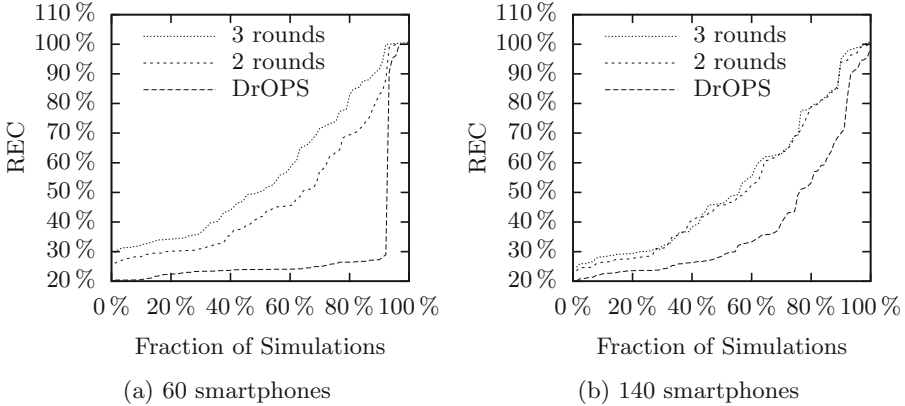 110 %
100 %
90 %
80 %
70 %
60 %
50 %
40 %
30 %
20 %
REC
3 rounds
2 rounds
DrOPS
0 % 20 % 40 % 60 % 80 % 100 %
Fraction of Simulations
(a) 60 smartphones
110 %
100 %
90 %
80 %
70 %
60 %
50 %
40 %
30 %
20 %
REC
3 rounds
2 rounds
DrOPS
0 % 20 % 40 % 60 % 80 % 100 %
Fraction of Simulations
(b) 140 smartphones